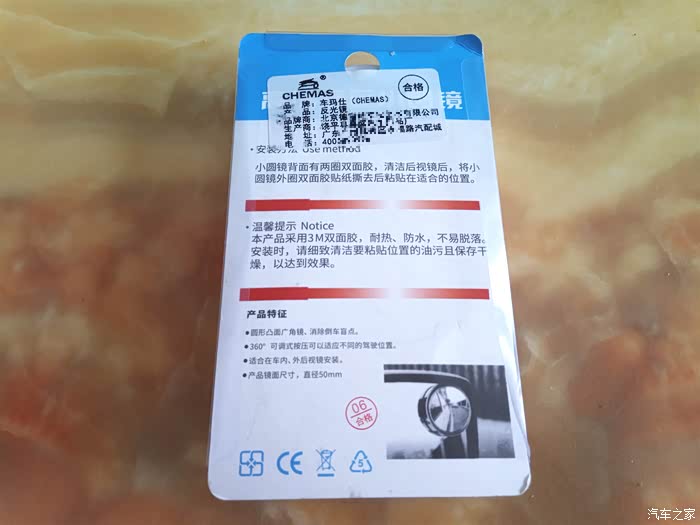 CHEMAS
®
合格
品 牌：车玛仕（CHEMAS）
产 品：反光镜
品牌商：北京德 有限公司
生产商：洛平县 厂
地 址：广东 路汽配城
电 话：400
镜
·安装方法 Use method
小圆镜背面有两圈双面胶，清洁后视镜后，将小
圆镜外圈双面胶贴纸撕去后粘贴在适合的位置。
·温馨提示 Notice
本产品采用3M双面胶，耐热、防水，不易脱落。
安装时，请细致清洁要粘贴位置的油污且保存干
燥，以达到效果。
产品特征
●圆形凸面广角镜、消除倒车盲点。
●360° 可调式按压可以适应不同的驾驶位置。
●适合在车内、外后视镜安装。
●产品镜面尺寸，直径50mm
06
合格
CE
5
汽车之家